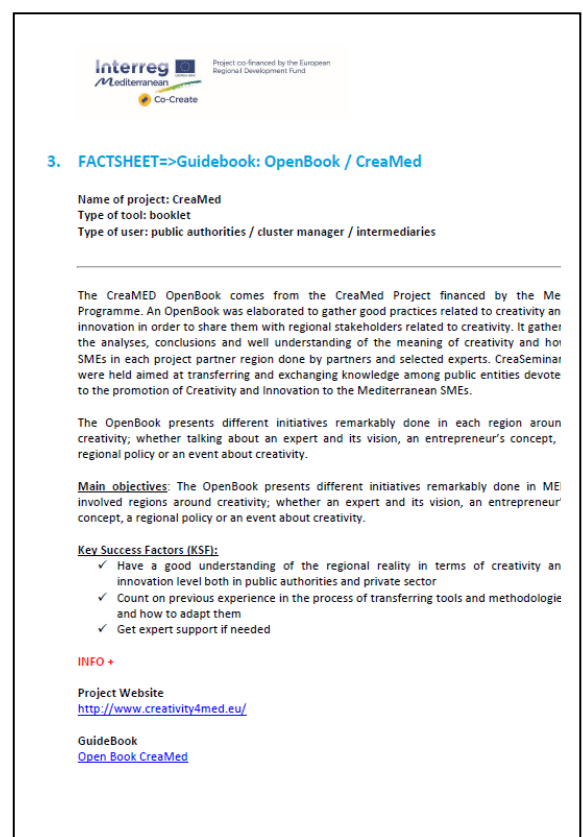 Interreg
Mediterranean
Co-Create
Project co-financed by the European
Regional Development Fund
3. FACTSHEET=>Guidebook: OpenBook / CreaMed
Name of project: CreaMed
Type of tool: booklet
Type of user: public authorities / cluster manager / intermediaries
The CreaMED OpenBook comes from the CreaMed Project financed by the Me
Programme. An OpenBook was elaborated to gather good practices related to creativity an
innovation in order to share them with regional stakeholders related to creativity. It gather
the analyses, conclusions and well understanding of the meaning of creativity and ho
SMEs in each project partner region done by partners and selected experts. CreaSeminar
were held aimed at transferring and exchanging knowledge among public entities devote
to the promotion of Creativity and Innovation to the Mediterranean SMEs.
The OpenBook presents different initiatives remarkably done in each region aroun
creativity; whether talking about an expert and its vision, an entrepreneur's concept,
regional policy or an event about creativity.
Main objectives: The OpenBook presents different initiatives remarkably done in ME
involved regions around creativity; whether an expert and its vision, an entrepreneur'
concept, a regional policy or an event about creativity.
Key Success Factors (KSF):
✓ Have a good understanding of the regional reality in terms of creativity an
innovation level both in public authorities and private sector
✓ Count on previous experience in the process of transferring tools and methodologie
and how to adapt them
✓ Get expert support if needed
INFO +
Project Website
http://www.creativity4med.eu/
GuideBook
Open Book CreaMed